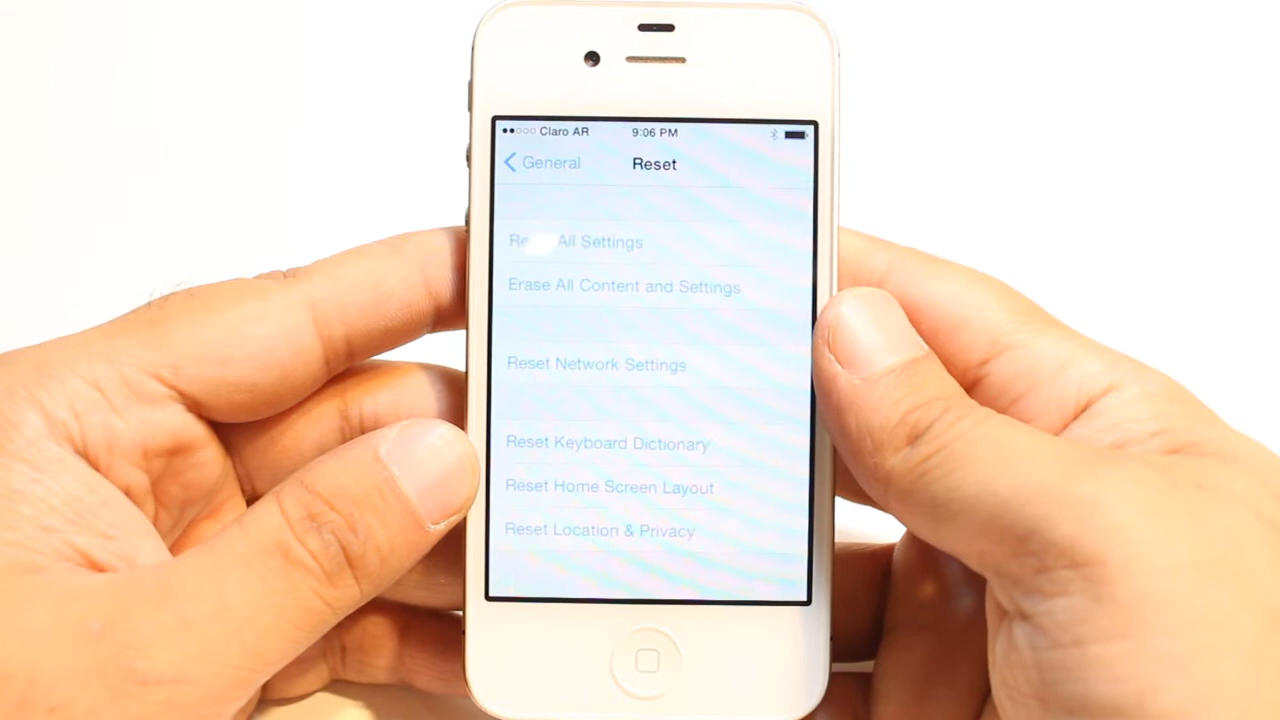 Claro AR 9:06 PM
General Reset
Reset All Settings
Erase All Content and Settings
Reset Network Settings
Reset Keyboard Dictionary
Reset Home Screen Layout
Reset Location & Privacy